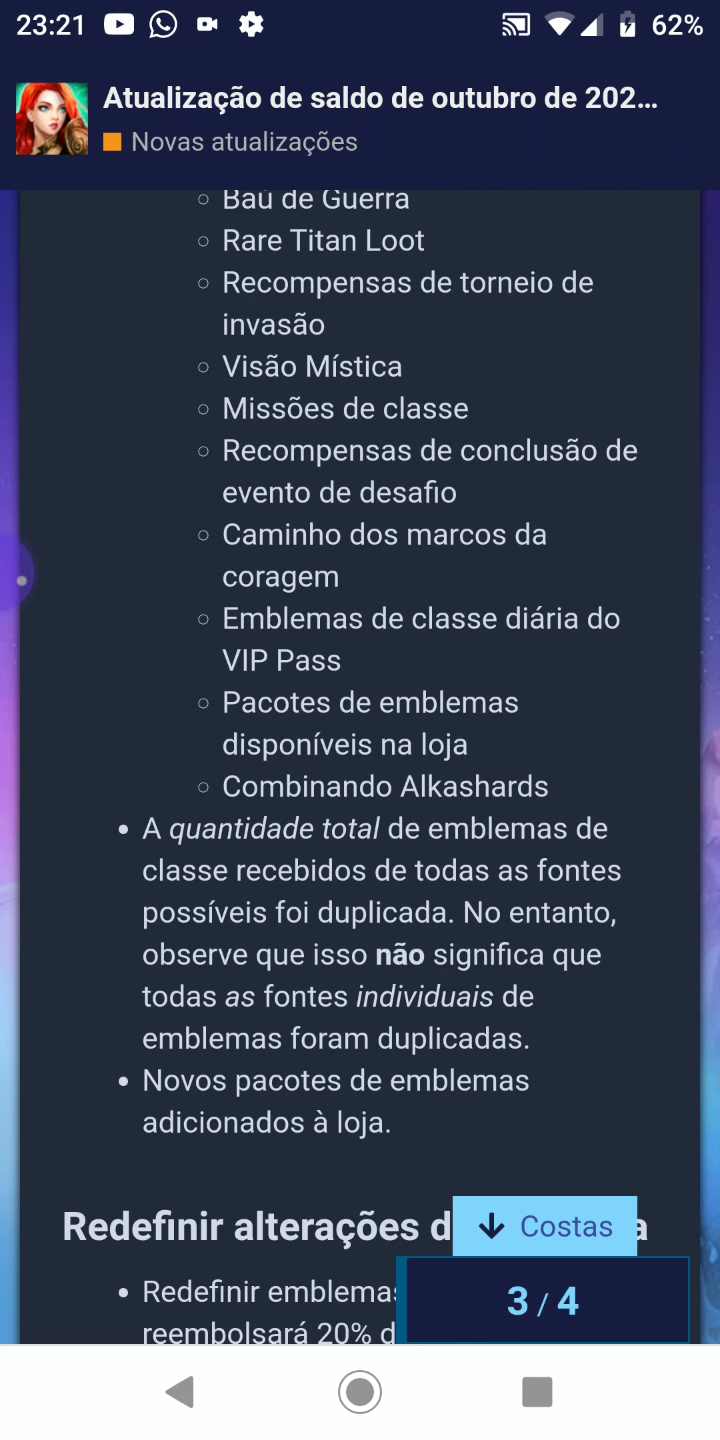 23:21
62%
Atualização de saldo de outubro de 202...
Novas atualizações
Baú de Guerra
Rare Titan Loot
Recompensas de torneio de
invasão
Visão Mística
Missões de classe
Recompensas de conclusão de
evento de desafio
Caminho dos marcos da
coragem
Emblemas de classe diária do
VIP Pass
Pacotes de emblemas
disponíveis na loja
Combinando Alkashards
A quantidade total de emblemas de
classe recebidos de todas as fontes
possíveis foi duplicada. No entanto,
observe que isso não significa que
todas as fontes individuais de
emblemas foram duplicadas.
Novos pacotes de emblemas
adicionados à loja.
Redefinir alterações
Costas
Redefinir emblemas
3 / 4
reembolsará 20%